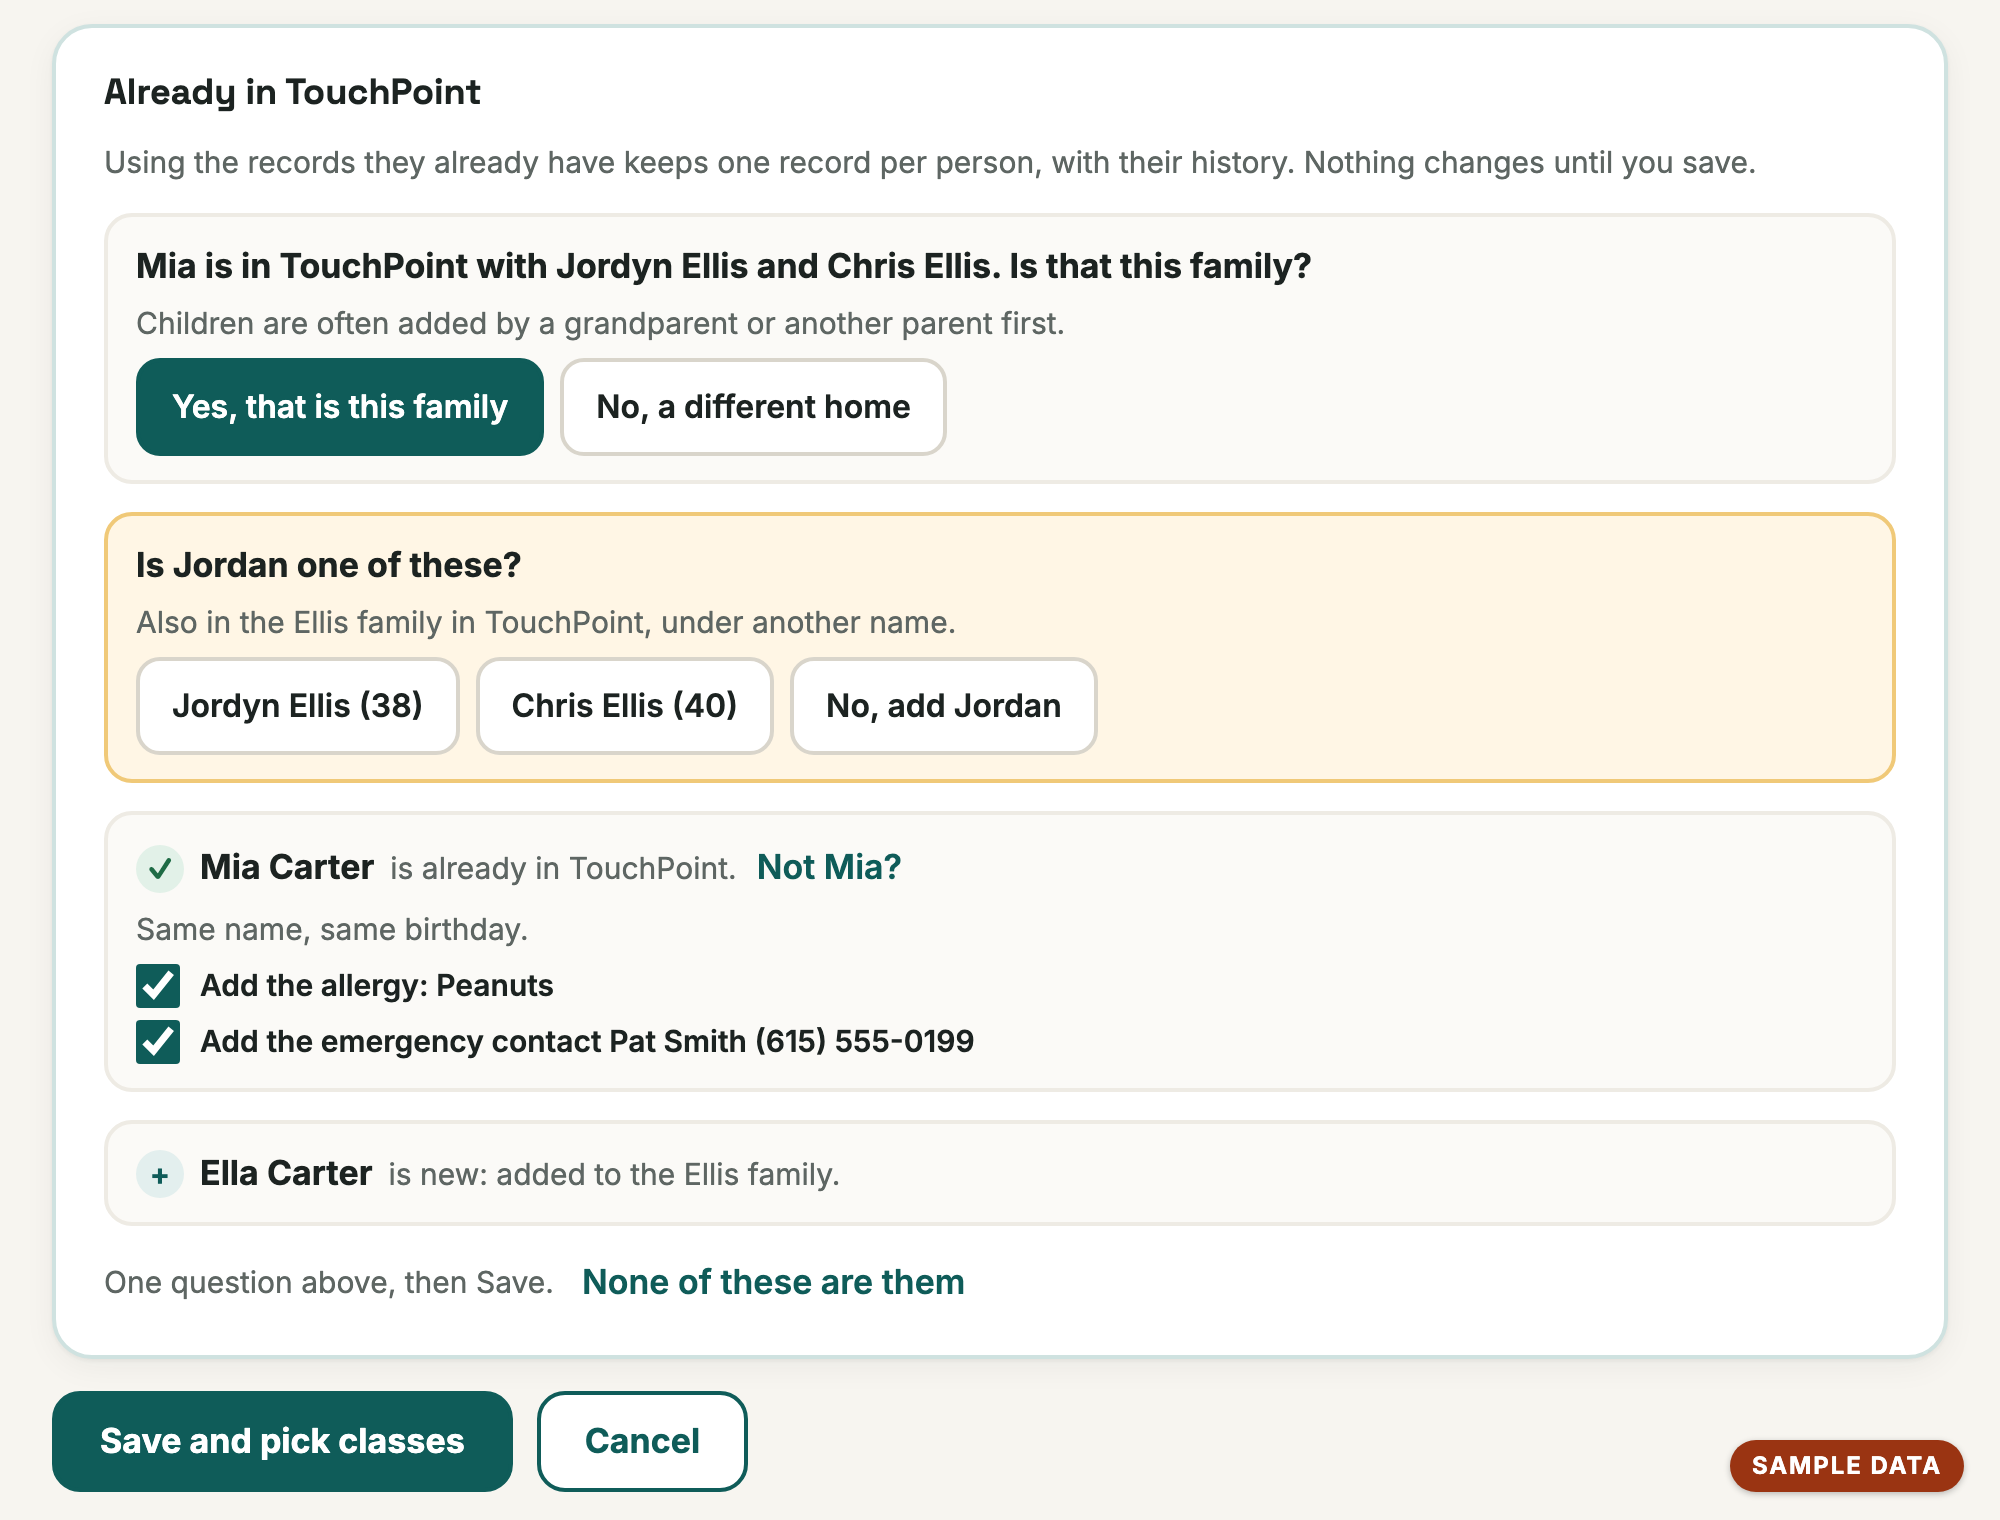 Already in TouchPoint
Using the records they already have keeps one record per person, with their history. Nothing changes until you save.
Mia is in TouchPoint with Jordyn Ellis and Chris Ellis. Is that this family?
Children are often added by a grandparent or another parent first.
Yes, that is this family
No, a different home
Is Jordan one of these?
Also in the Ellis family in TouchPoint, under another name.
Jordyn Ellis (38)
Chris Ellis (40)
No, add Jordan
Mia Carter is already in TouchPoint. Not Mia?
Same name, same birthday.
Add the allergy: Peanuts
Add the emergency contact Pat Smith (615) 555-0199
+ Ella Carter is new: added to the Ellis family.
One question above, then Save. None of these are them
Save and pick classes
Cancel
SAMPLE DATA